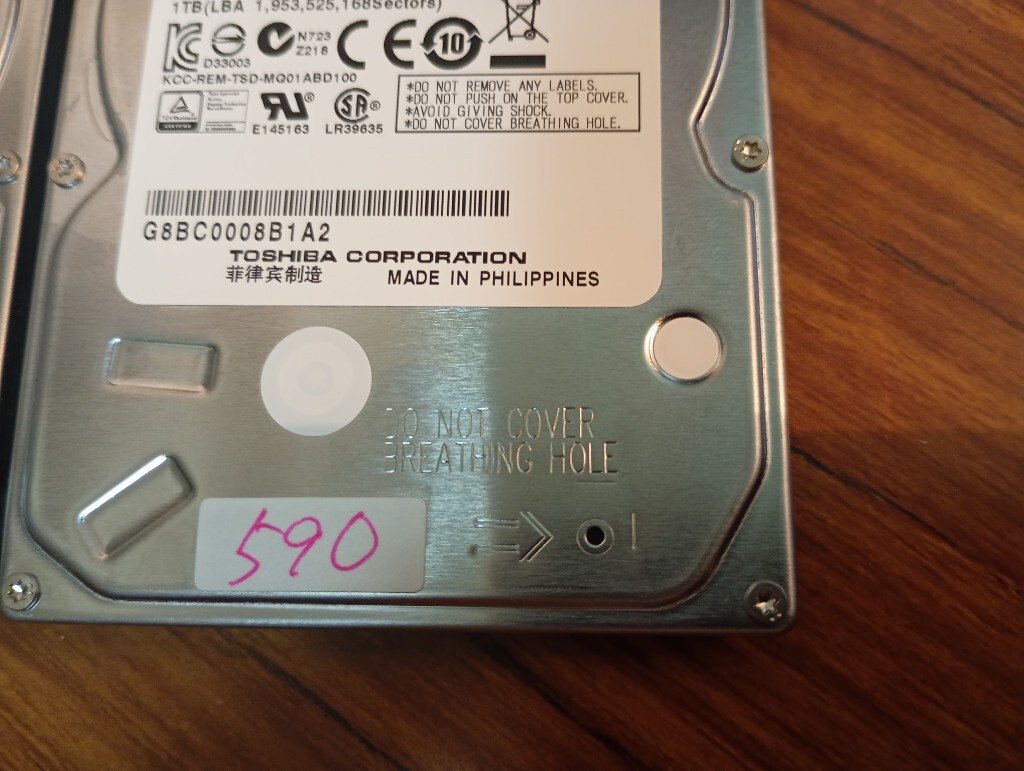 1TB(LBA 1,953,525,168Sectors)
D33003
N723
Z218
10
KCC-REM-TSD-MQ01ABD100
E145163
LR39635
*DO NOT REMOVE ANY LABELS.
*DO NOT PUSH ON THE TOP COVER.
*AVOID GIVING SHOCK.
*DO NOT COVER BREATHING HOLE.
G8BC0008B1A2
TOSHIBA CORPORATION
菲律宾制造 MADE IN PHILIPPINES
DO NOT COVER
BREATHING HOLE
590